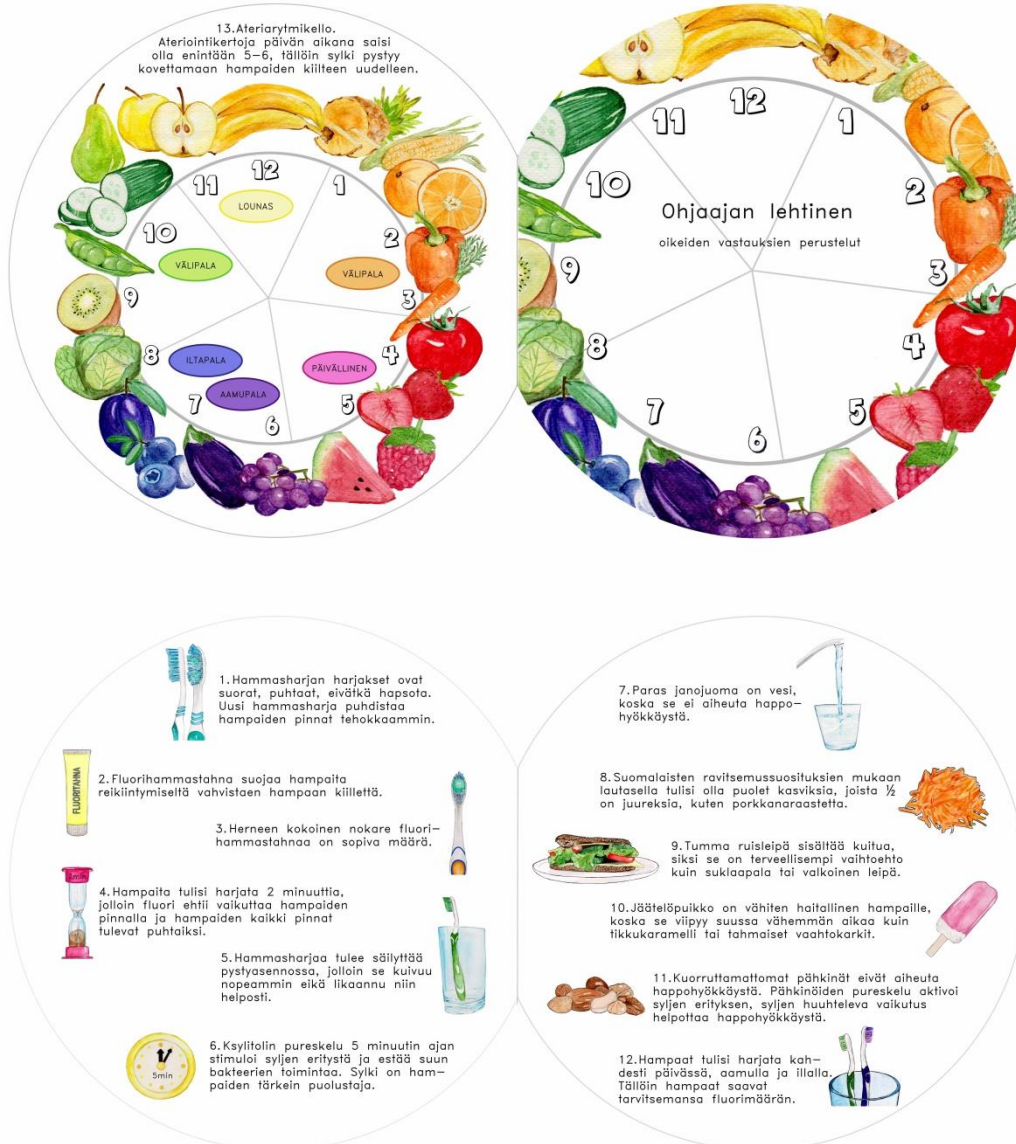 13.Ateriarytmikello.
Ateriointikertoja päivän aikana saisi
olla enintään 5–6, tällöin sylki pystyy
kovettamaan hampaiden kiilteen uudelleen.
12
11
1
LOUNAS
10
2
VÄLIPALA
VÄLIPALA
9
3
8
4
ILTAPALA
PÄIVÄLLINEN
AAMUPALA
7
5
6
12
11
1
10
2
Ohjaajan lehtinen
oikeiden vastauksien perustelut
9
3
8
4
7
5
6
1.Hammasharjan harjakset ovat
suorat, puhtaat, eivätkä hapsota.
Uusi hammasharja puhdistaa
hampaiden pinnat tehokkaammin.
FLUORITAHNA
2.Fluorihammastahna suojaa hampaita
reikiintymiseltä vahvistaen hampaan kiillettä.
3.Herneen kokoinen nokare fluori-
hammastahnaa on sopiva määrä.
4.Hampaita tulisi harjata 2 minuuttia,
jolloin fluori ehtii vaikuttaa hampaiden
pinnalla ja hampaiden kaikki pinnat
tulevat puhtaiksi.
5.Hammasharjaa tulee säilyttää
pystyasennossa, jolloin se kuivuu
nopeammin eikä likaannu niin
helposti.
6.Ksylitolin pureskelu 5 minuutin ajan
stimuloi syljen eritystä ja estää suun
bakteerien toimintaa. Sylki on ham-
paiden tärkein puolustaja.
5min
7.Paras janojuoma on vesi,
koska se ei aiheuta happo-
hyökkäystä.
8.Suomalaisten ravitsemussuosituksien mukaan
lautasella tulisi olla puolet kasviksia, joista ½
on juureksia, kuten porkkanaraastetta.
9.Tumma ruisleipä sisältää kuitua,
siksi se on terveellisempi vaihtoehto
kuin suklaapala tai valkoinen leipä.
10.Jäätelöpuikko on vähiten haitallinen hampaille,
koska se viipyy suussa vähemmän aikaa kuin
tikkukaramelli tai tahmaiset vaahtokarkit.
11.Kuorruttamattomat pähkinät eivät aiheuta
happohyökkäystä. Pähkinöiden pureskelu aktivoi
syljen erityksen, syljen huuhteleva vaikutus
helpottaa happohyökkäystä.
12.Hampaat tulisi harjata kah-
desti päivässä, aamulla ja illalla.
Tällöin hampaat saavat
tarvitsemansa fluorimäärän.